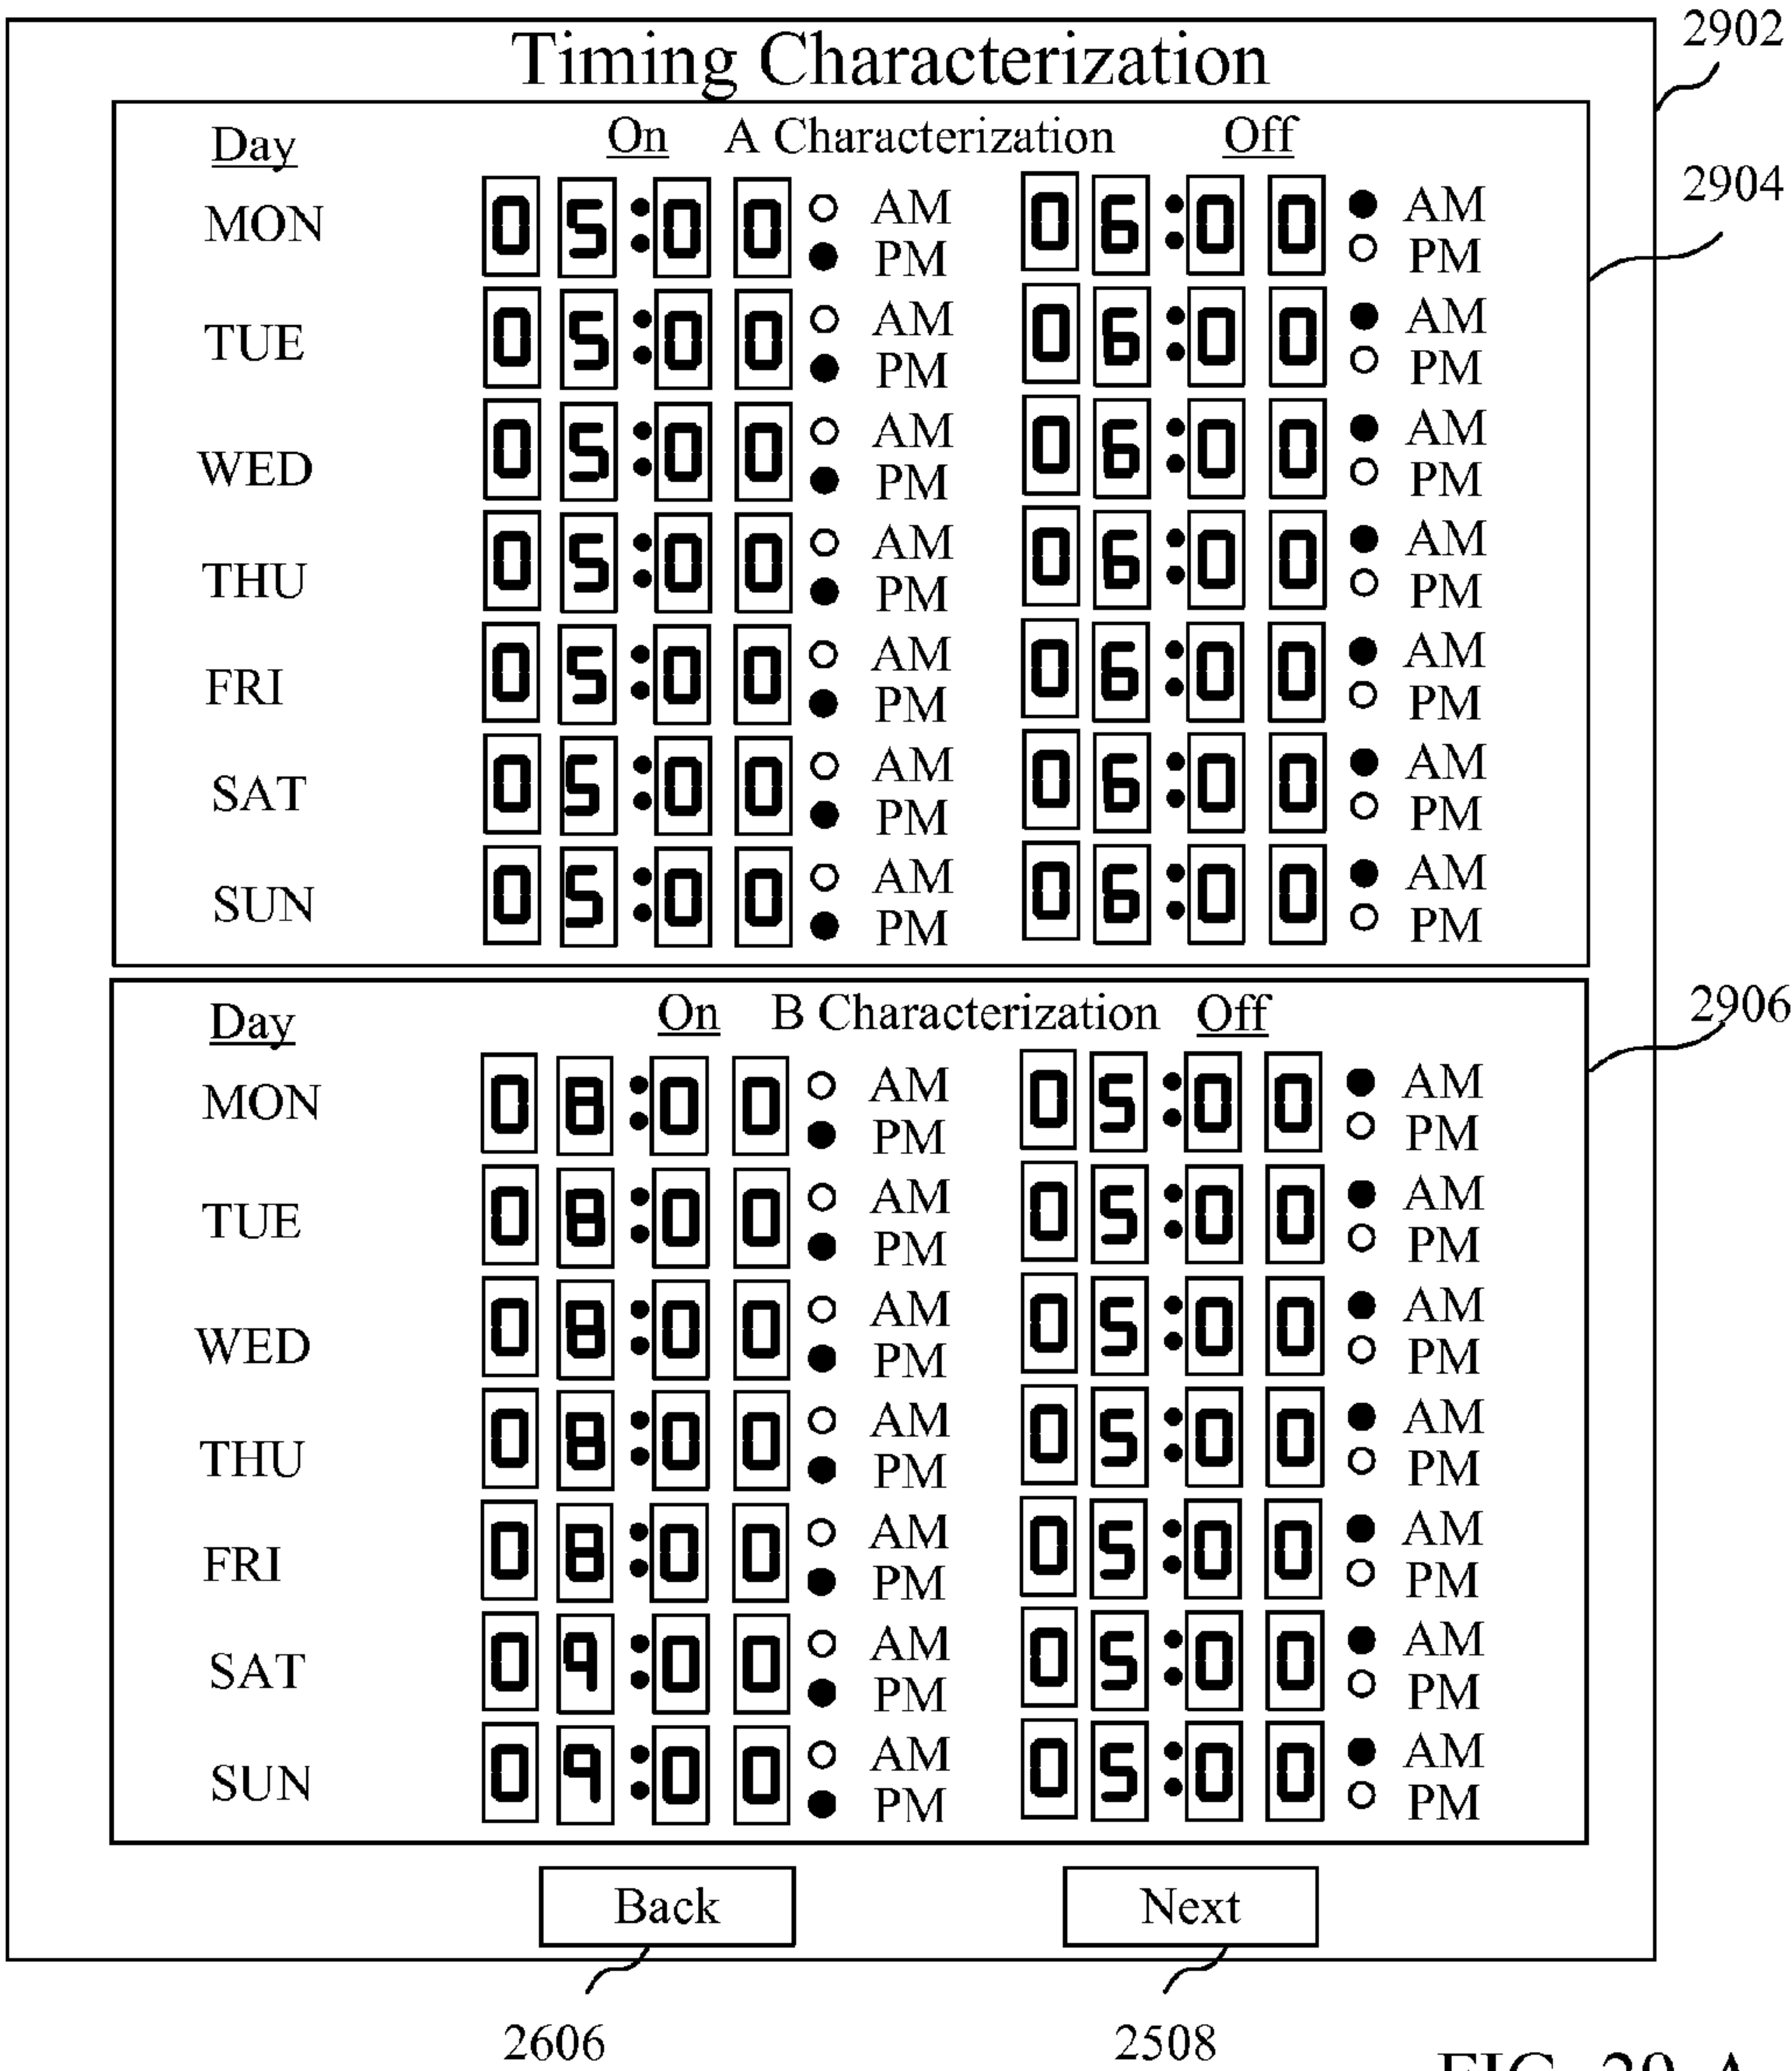 2902
Timing Characterization
Day On A Characterization Off
2904
MON 05:00 AM PM 06:00 AM PM
TUE 05:00 AM PM 06:00 AM PM
WED 05:00 AM PM 06:00 AM PM
THU 05:00 AM PM 06:00 AM PM
FRI 05:00 AM PM 06:00 AM PM
SAT 05:00 AM PM 06:00 AM PM
SUN 05:00 AM PM 06:00 AM PM
Day On B Characterization Off
2906
MON 08:00 AM PM 05:00 AM PM
TUE 08:00 AM PM 05:00 AM PM
WED 08:00 AM PM 05:00 AM PM
THU 08:00 AM PM 05:00 AM PM
FRI 08:00 AM PM 05:00 AM PM
SAT 09:00 AM PM 05:00 AM PM
SUN 09:00 AM PM 05:00 AM PM
Back Next
2606 2508
FIG. 29 A